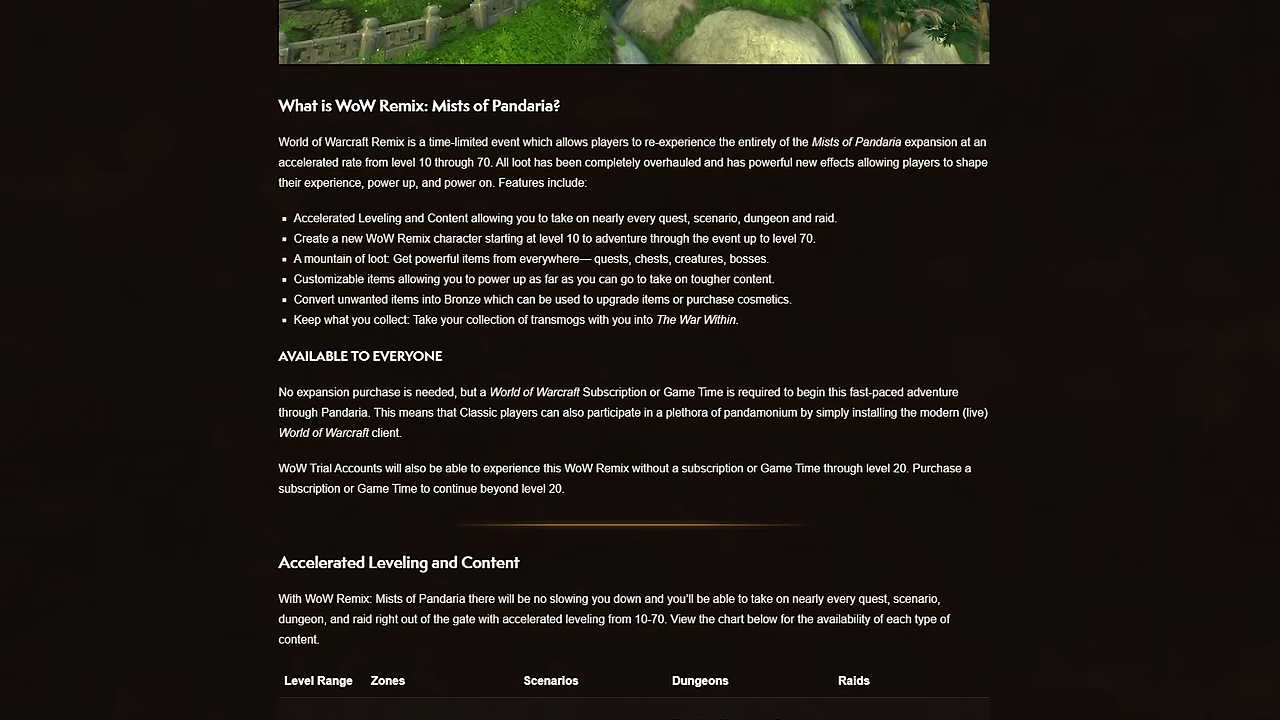 What is WoW Remix: Mists of Pandaria?
World of Warcraft Remix is a time-limited event which allows players to re-experience the entirety of the Mists of Pandaria expansion at an
accelerated rate from level 10 through 70. All loot has been completely overhauled and has powerful new effects allowing players to shape
their experience, power up, and power on. Features include:
▪ Accelerated Leveling and Content allowing you to take on nearly every quest, scenario, dungeon and raid.
▪ Create a new WoW Remix character starting at level 10 to adventure through the event up to level 70.
▪ A mountain of loot: Get powerful items from everywhere— quests, chests, creatures, bosses.
▪ Customizable items allowing you to power up as far as you can go to take on tougher content.
▪ Convert unwanted items into Bronze which can be used to upgrade items or purchase cosmetics.
▪ Keep what you collect: Take your collection of transmogs with you into The War Within.
AVAILABLE TO EVERYONE
No expansion purchase is needed, but a World of Warcraft Subscription or Game Time is required to begin this fast-paced adventure
through Pandaria. This means that Classic players can also participate in a plethora of pandamonium by simply installing the modern (live)
World of Warcraft client.
WoW Trial Accounts will also be able to experience this WoW Remix without a subscription or Game Time through level 20. Purchase a
subscription or Game Time to continue beyond level 20.
Accelerated Leveling and Content
With WoW Remix: Mists of Pandaria there will be no slowing you down and you'll be able to take on nearly every quest, scenario,
dungeon, and raid right out of the gate with accelerated leveling from 10-70. View the chart below for the availability of each type of
content.
Level Range Zones Scenarios Dungeons Raids